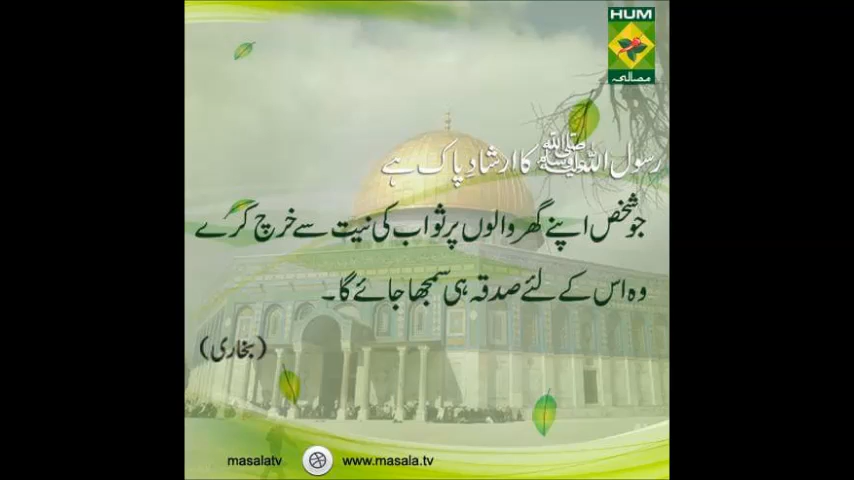 HUM
مصالحہ
رسول اللہ ﷺ کا ارشادِ پاک ہے
جو شخص اپنے گھر والوں پر ثواب کی نیت سے خرچ کرے
وہ اس کے لئے صدقہ ہی سمجھا جائے گا۔
(بخاری)
masalatv www.masala.tv